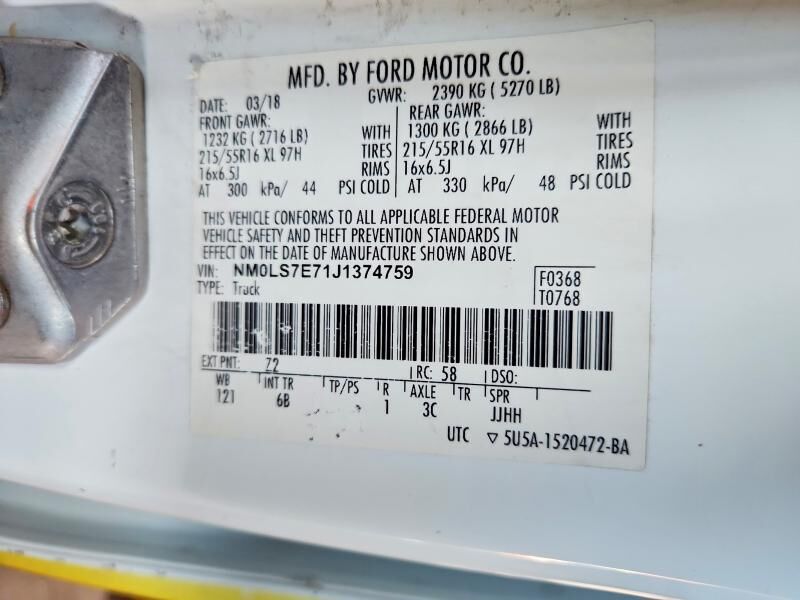 MFD. BY FORD MOTOR CO.
DATE: 03/18 GVWR: 2390 KG ( 5270 LB)
FRONT GAWR: REAR GAWR:
1232 KG ( 2716 LB) WITH 1300 KG ( 2866 LB) WITH
215/55R16 XL 97H TIRES 215/55R16 XL 97H TIRES
16x6.5J RIMS 16x6.5J RIMS
AT 300 kPa/ 44 PSI COLD AT 330 kPa/ 48 PSI COLD
THIS VEHICLE CONFORMS TO ALL APPLICABLE FEDERAL MOTOR
VEHICLE SAFETY AND THEFT PREVENTION STANDARDS IN
EFFECT ON THE DATE OF MANUFACTURE SHOWN ABOVE.
VIN: NM0LS7E71J1374759 F0368
TYPE: Truck T0768
EXT PNT: Z2 RC: 58 DSO:
WB INT TR TP/PS R AXLE TR SPR
121 6B 1 3C JJHH
UTC ▽ 5U5A-1520472-BA